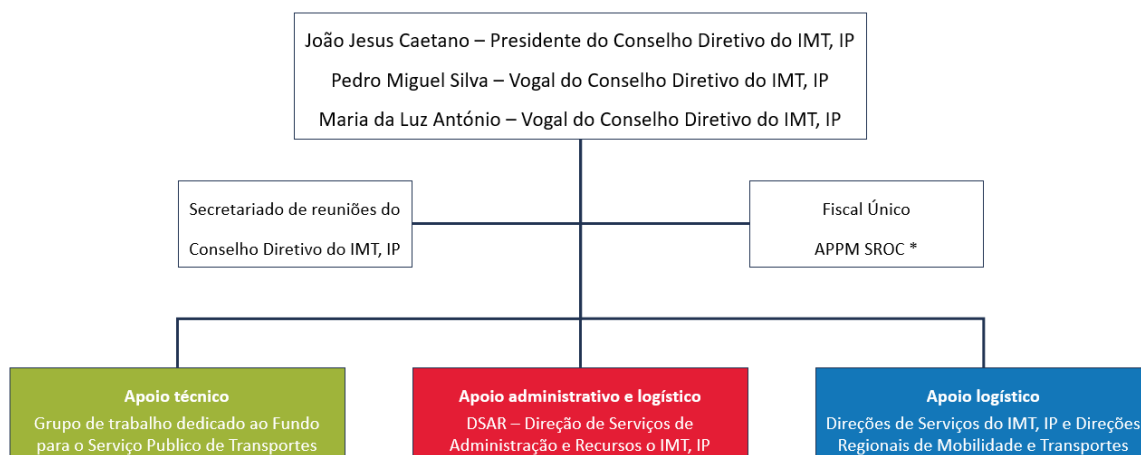 João Jesus Caetano – Presidente do Conselho Diretivo do IMT, IP
Pedro Miguel Silva – Vogal do Conselho Diretivo do IMT, IP
Maria da Luz António – Vogal do Conselho Diretivo do IMT, IP
Secretariado de reuniões do
Conselho Diretivo do IMT, IP
Fiscal Único
APPM SROC *
Apoio técnico
Grupo de trabalho dedicado ao Fundo
para o Serviço Publico de Transportes
Apoio administrativo e logístico
DSAR – Direção de Serviços de
Administração e Recursos o IMT, IP
Apoio logístico
Direções de Serviços do IMT, IP e Direções
Regionais de Mobilidade e Transportes